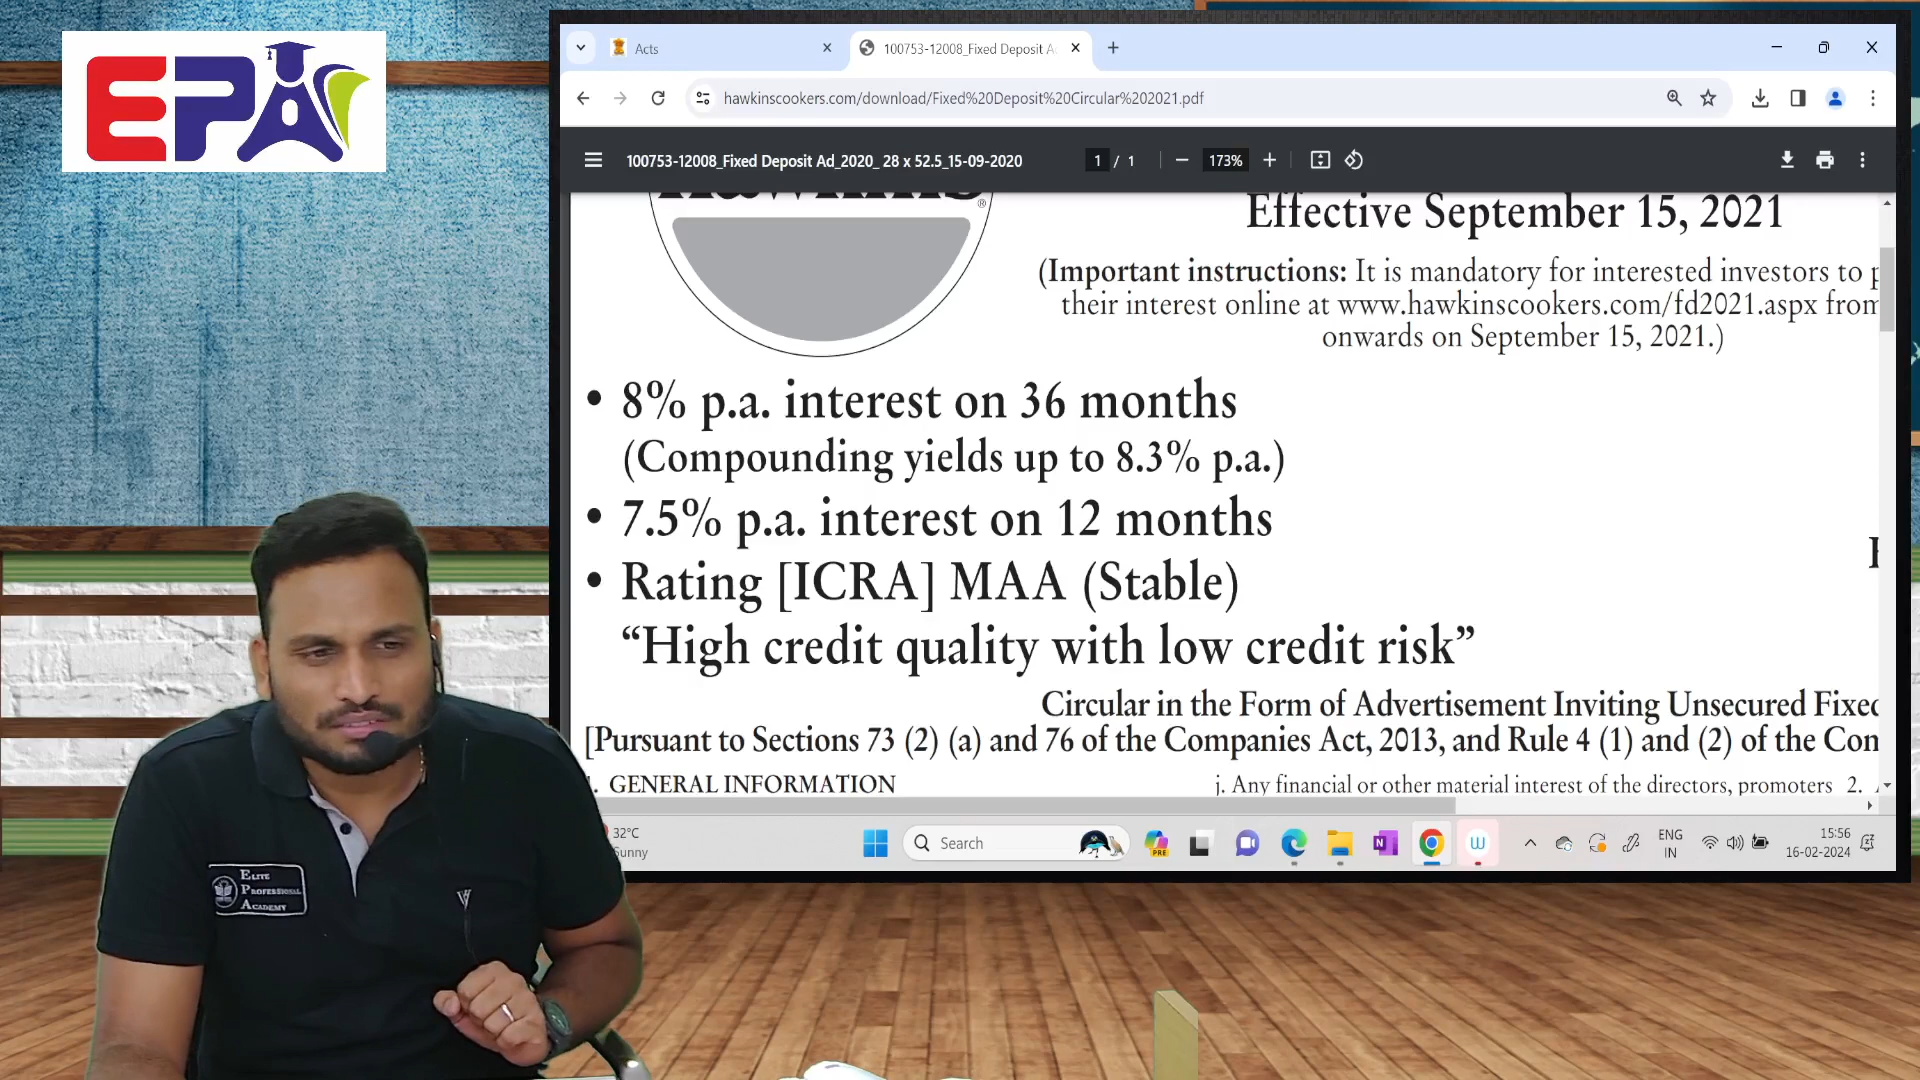 EPA
Acts
100753-12008_Fixed Deposit A
hawkinscookers.com/download/Fixed%20Deposit%20Circular%202021.pdf
100753-12008_Fixed Deposit Ad_2020_ 28 x 52.5_15-09-2020
1 / 1
173%
Hawkins®
Effective September 15, 2021
(Important instructions: It is mandatory for interested investors to p
their interest online at www.hawkinscookers.com/fd2021.aspx from
onwards on September 15, 2021.)
• 8% p.a. interest on 36 months
(Compounding yields up to 8.3% p.a.)
• 7.5% p.a. interest on 12 months
• Rating [ICRA] MAA (Stable)
“High credit quality with low credit risk”
Circular in the Form of Advertisement Inviting Unsecured Fixed
[Pursuant to Sections 73 (2) (a) and 76 of the Companies Act, 2013, and Rule 4 (1) and (2) of the Com
. GENERAL INFORMATION
j. Any financial or other material interest of the directors, promoters 2.
32°C
Sunny
Search
PRE
ENG
IN
15:56
16-02-2024
ELITE
PROFESSIONAL
ACADEMY